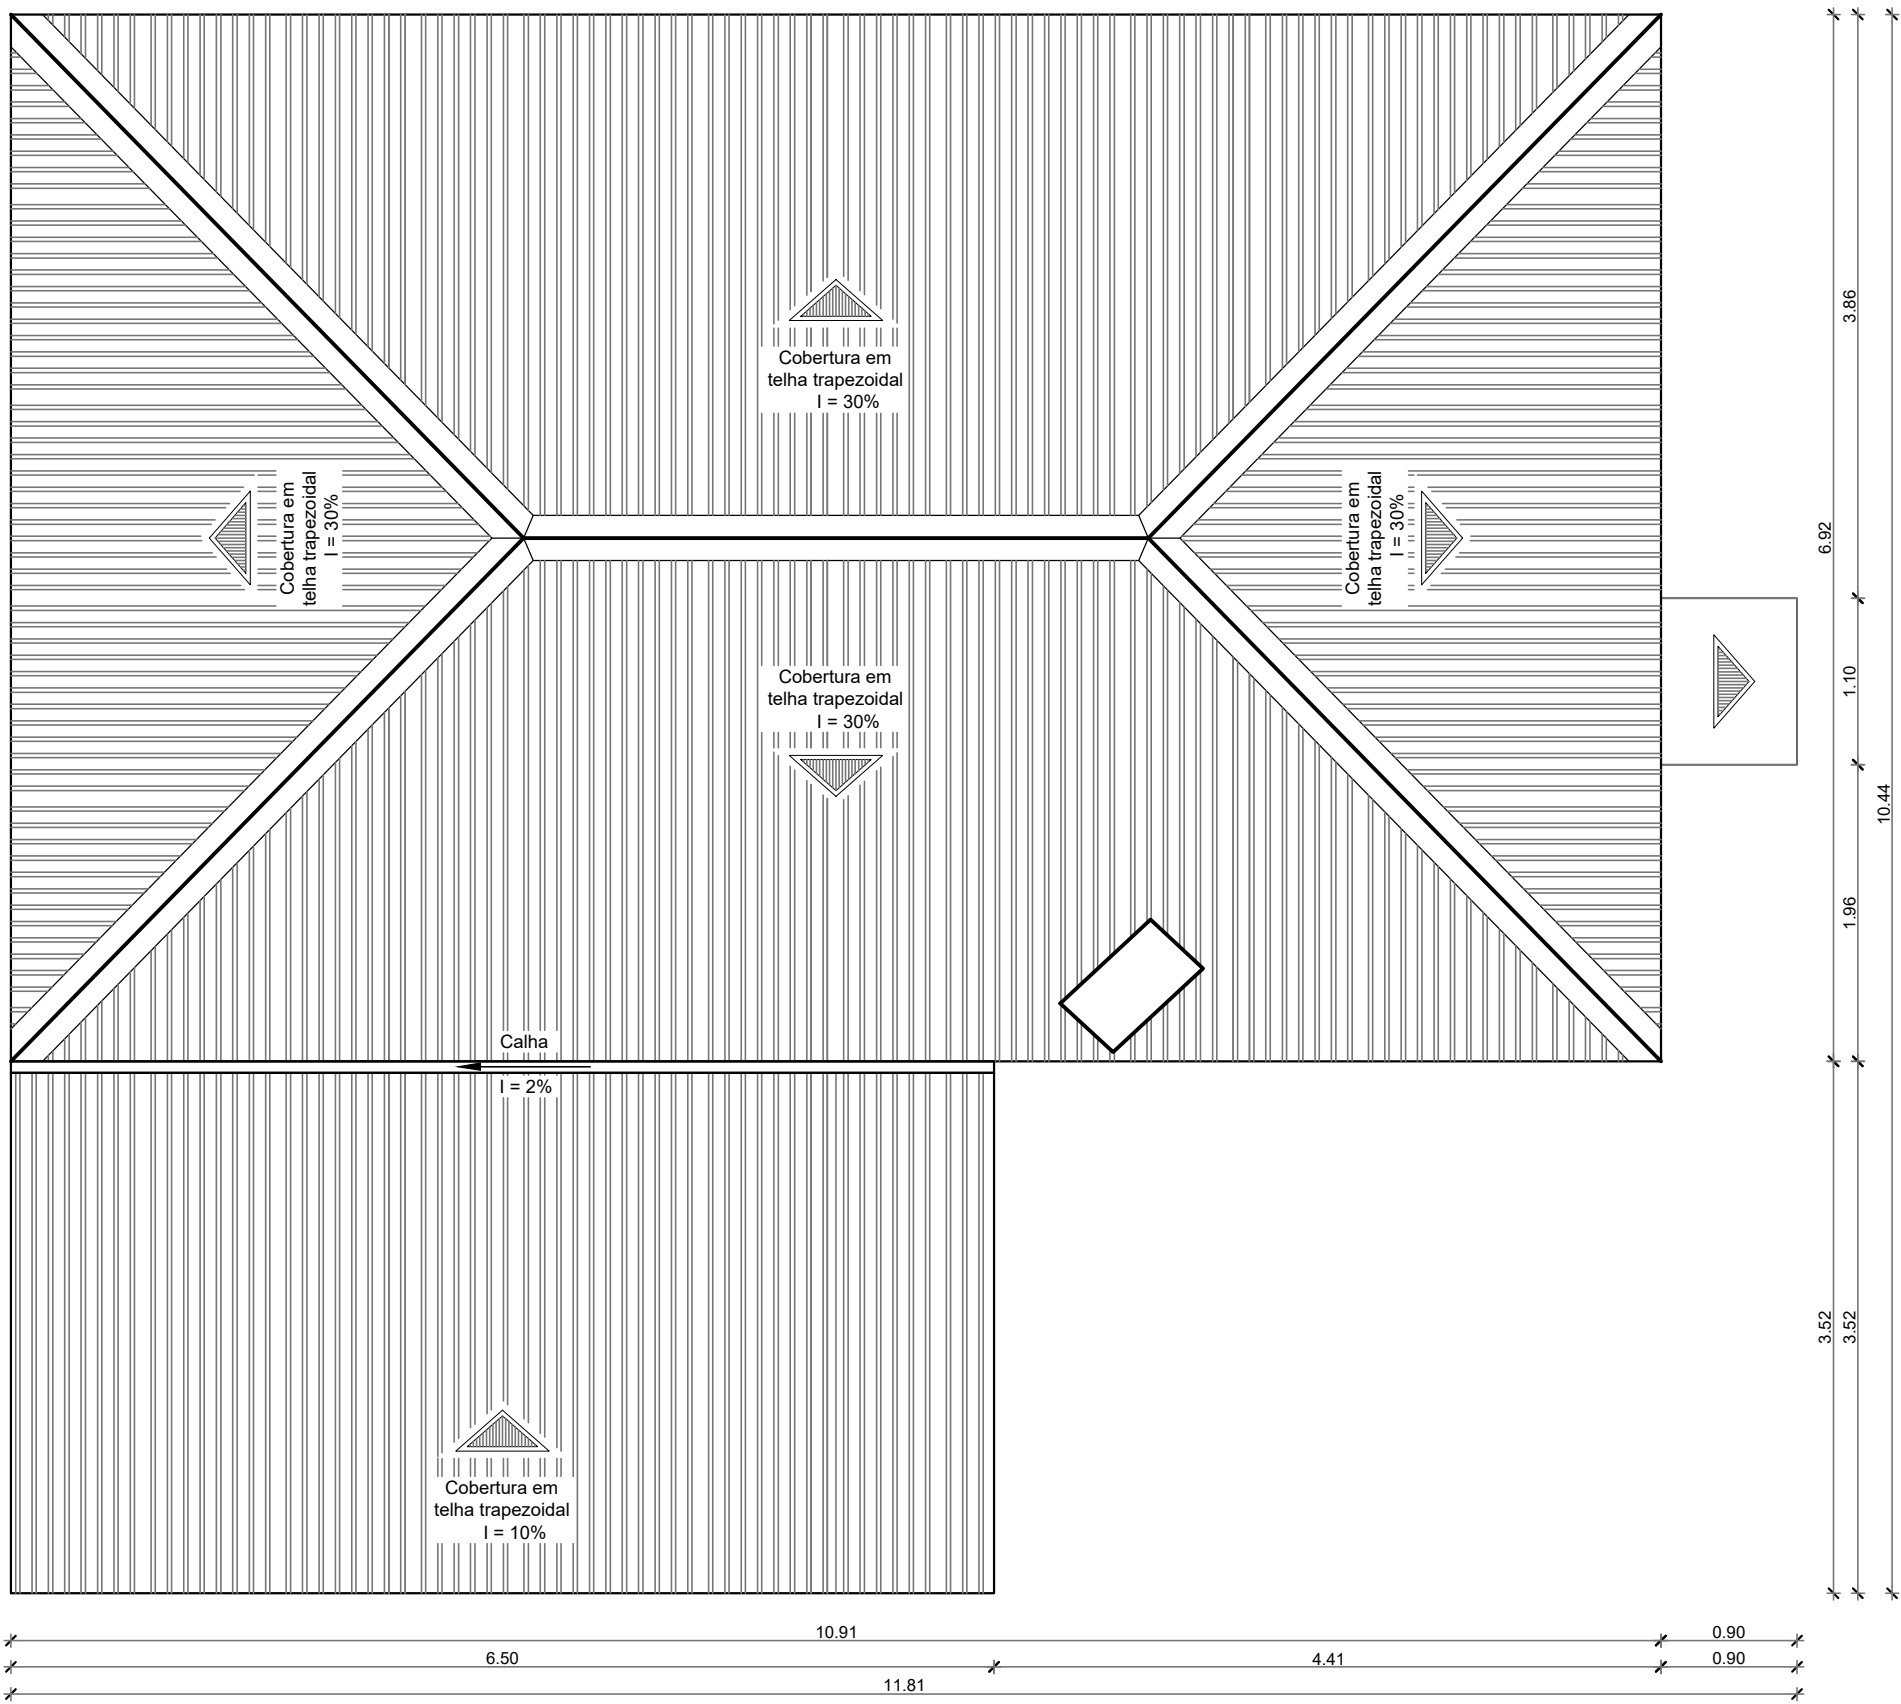 3.86
Cobertura em
telha trapezoidal
I = 30%
Cobertura em
telha trapezoidal
I = 30%
Cobertura em
telha trapezoidal
I = 30%
6.92
Cobertura em
telha trapezoidal
I = 30%
1.10
10.44
1.96
Calha
I = 2%
3.52
3.52
Cobertura em
telha trapezoidal
I = 10%
10.91
0.90
6.50
4.41
0.90
11.81